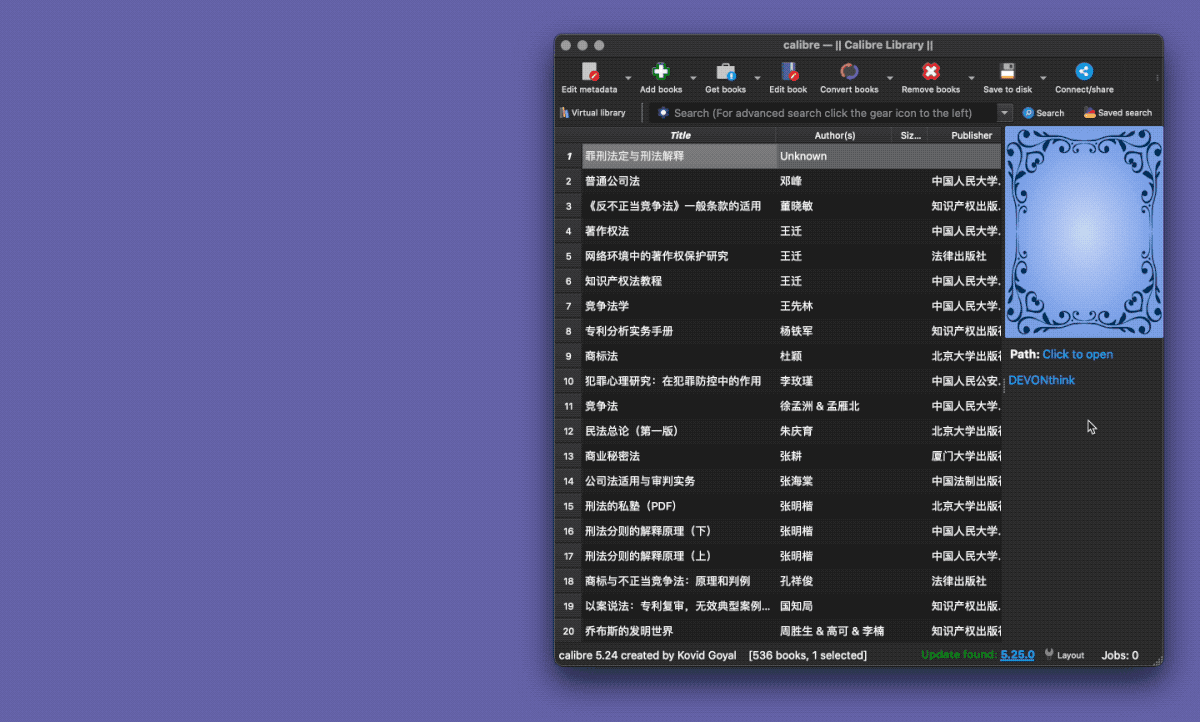 calibre — || Calibre Library ||
Edit metadata Add books Get books Edit book Convert books Remove books Save to disk Connect/share
Virtual library Search (For advanced search click the gear icon to the left) Search Saved search
Title Author(s) Siz... Publisher
1 罪刑法定与刑法解释 Unknown
2 普通公司法 邓峰 中国人民大学.
3 《反不正当竞争法》一般条款的适用 董晓敏 知识产权出版.
4 著作权法 王迁 中国人民大学.
5 网络环境中的著作权保护研究 王迁 法律出版社
6 知识产权法教程 王迁 中国人民大学.
7 竞争法学 王先林 中国人民大学.
8 专利分析实务手册 杨铁军 知识产权出版社
9 商标法 杜颖 北京大学出版社
10 犯罪心理研究：在犯罪防控中的作用 李玫瑾 中国人民公安.
11 竞争法 徐孟洲 & 孟雁北 中国人民大学.
12 民法总论（第一版） 朱庆育 北京大学出版社
13 商业秘密法 张耕 厦门大学出版社
14 公司法适用与审判实务 张海棠 中国法制出版社
15 刑法的私塾（PDF） 张明楷 北京大学出版社
16 刑法分则的解释原理（下） 张明楷 中国人民大学.
17 刑法分则的解释原理（上） 张明楷 中国人民大学.
18 商标与不正当竞争法：原理和判例 孔祥俊 法律出版社
19 以案说法：专利复审，无效典型案例... 国知局 知识产权出版.
20 乔布斯的发明世界 周胜生 & 高可 & 李楠 知识产权出版社
Path: Click to open
DEVONthink
calibre 5.24 created by Kovid Goyal [536 books, 1 selected] Update found: 5.25.0 Layout Jobs: 0